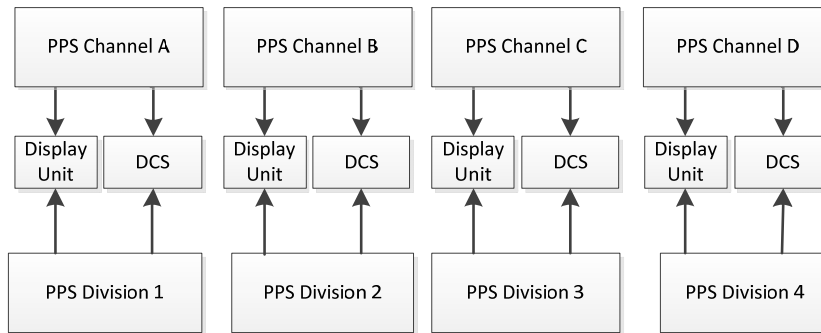 PPS Channel A
PPS Channel B
PPS Channel C
PPS Channel D
Display
Unit
DCS
Display
Unit
DCS
Display
Unit
DCS
Display
Unit
DCS
PPS Division 1
PPS Division 2
PPS Division 3
PPS Division 4